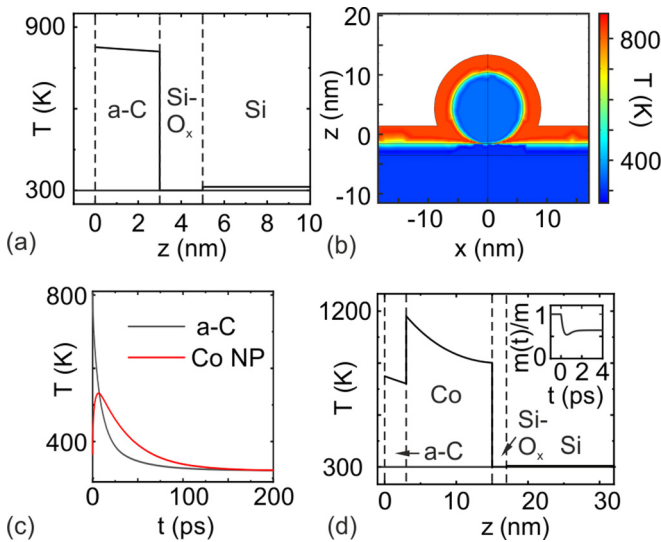 900
T (K)
300
a-C
Si-
Oₓ
Si
0 2 4 6 8 10
z (nm)
(a)
20
10
0
-10
z (nm)
-10 0 10
x (nm)
(b)
800
400
T (K)
800
400
T (K)
a-C
Co NP
0 100 200
t (ps)
(c)
1200
300
T (K)
Co
a-C
Si-
Oₓ
Si
m(t)/m
1
0
0 2 4
t (ps)
0 10 20 30
z (nm)
(d)